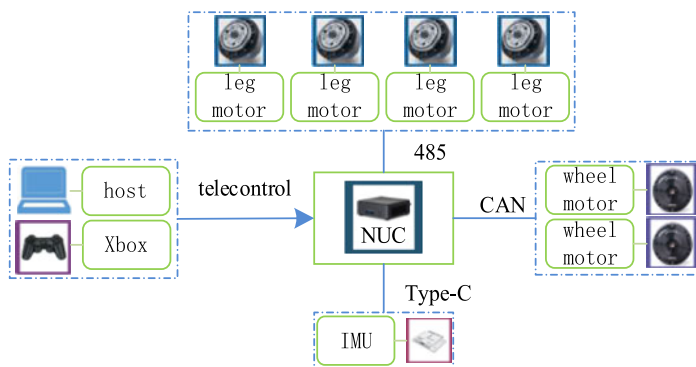 leg
motor
leg
motor
leg
motor
leg
motor
485
host
Xbox
telecontrol
NUC
CAN
wheel
motor
wheel
motor
Type-C
IMU